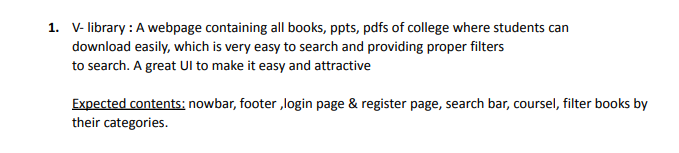 1. V- library : A webpage containing all books, ppts, pdfs of college where students can
download easily, which is very easy to search and providing proper filters
to search. A great UI to make it easy and attractive
Expected contents: nowbar, footer ,login page & register page, search bar, coursel, filter books by
their categories.